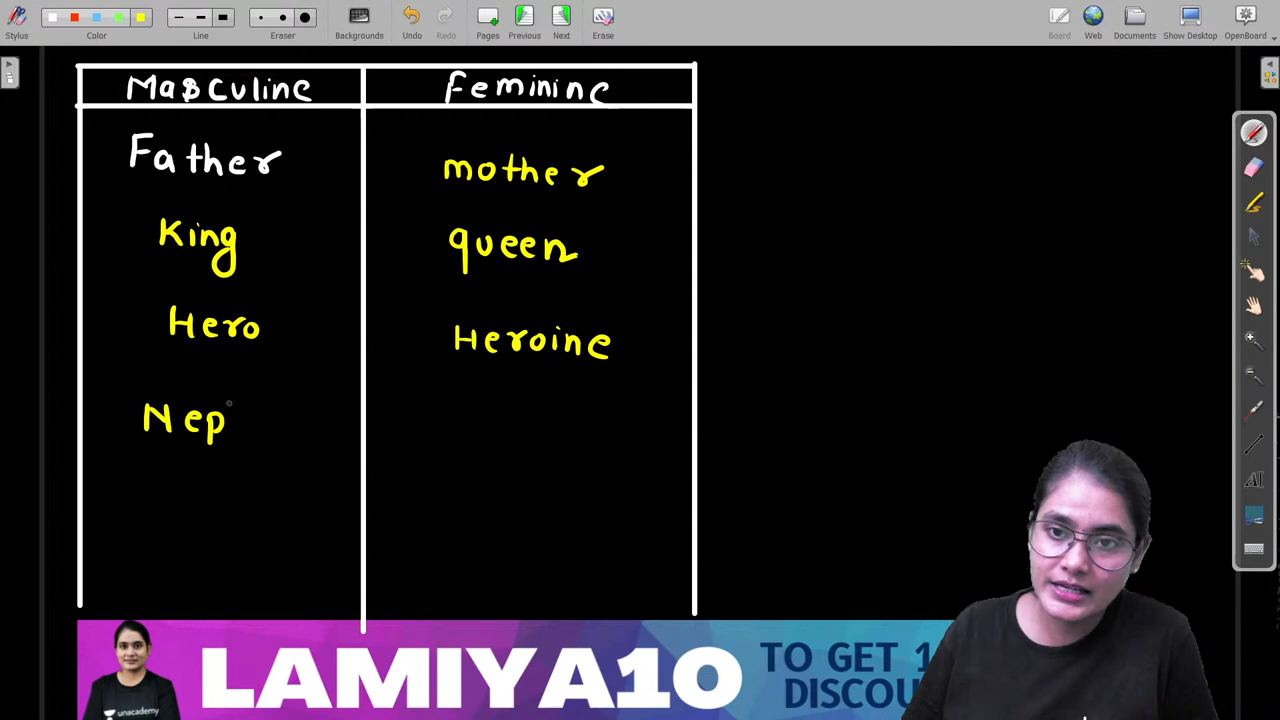 Stylus Color Line Eraser Backgrounds Undo Redo Pages Previous Next Erase Board Web Documents Show Desktop OpenBoard
Masculine Feminine
Father mother
King queen
Hero Heroine
Nep
unacademy
LAMIYA10
TO GET 1
DISCOU